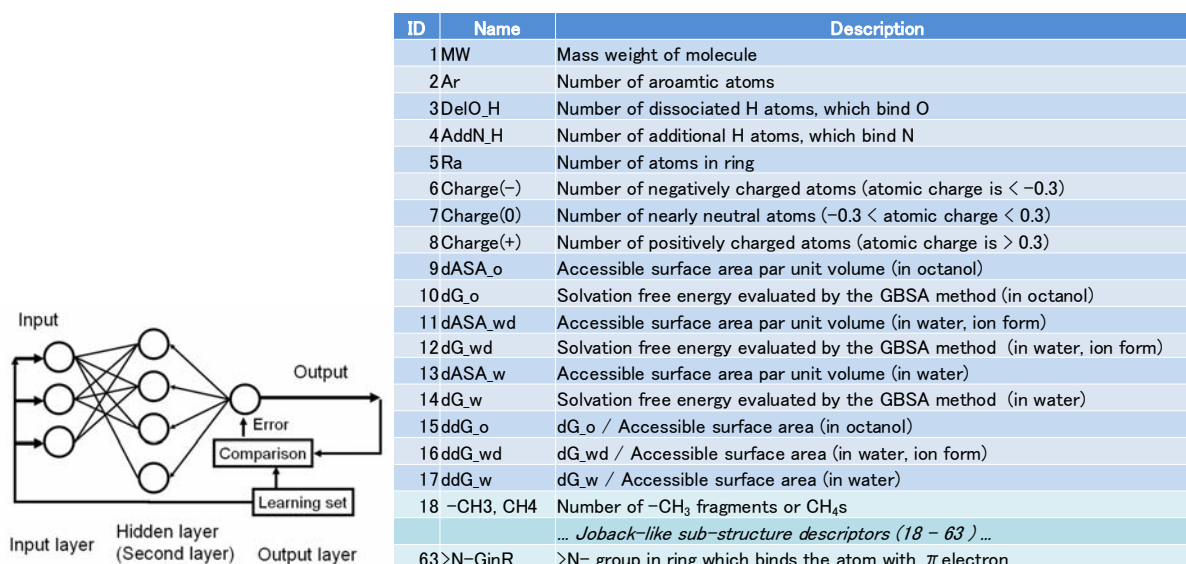 Input
Output
Error
Comparison
Learning set
Input layer
Hidden layer
(Second layer)
Output layer
ID Name Description
1 MW Mass weight of molecule
2 Ar Number of aroamtic atoms
3 DelO_H Number of dissociated H atoms, which bind O
4 AddN_H Number of additional H atoms, which bind N
5 Ra Number of atoms in ring
6 Charge(-) Number of negatively charged atoms (atomic charge is < -0.3)
7 Charge(0) Number of nearly neutral atoms (-0.3 < atomic charge < 0.3)
8 Charge(+) Number of positively charged atoms (atomic charge is > 0.3)
9 dASA_o Accessible surface area par unit volume (in octanol)
10 dG_o Solvation free energy evaluated by the GBSA method (in octanol)
11 dASA_wd Accessible surface area par unit volume (in water, ion form)
12 dG_wd Solvation free energy evaluated by the GBSA method (in water, ion form)
13 dASA_w Accessible surface area par unit volume (in water)
14 dG_w Solvation free energy evaluated by the GBSA method (in water)
15 ddG_o dG_o / Accessible surface area (in octanol)
16 ddG_wd dG_wd / Accessible surface area (in water, ion form)
17 ddG_w dG_w / Accessible surface area (in water)
18 -CH3, CH4 Number of -CH₃ fragments or CH₄s
... Joback-like sub-structure descriptors (18 - 63 ) ...
63 >N-GinR >N- group in ring which binds the atom with π electron